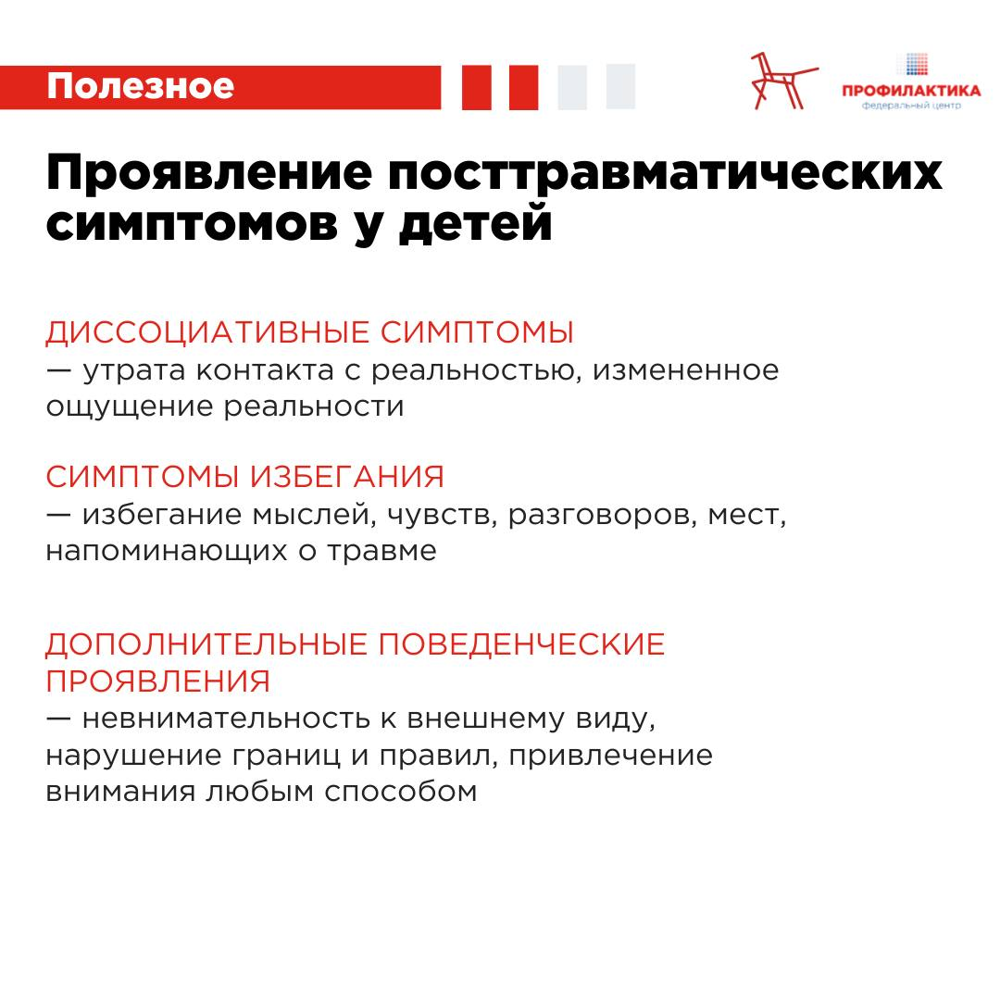 Полезное
ПРОФИЛАКТИКА
федеральный центр
Проявление посттравматических
симптомов у детей
ДИССОЦИАТИВНЫЕ СИМПТОМЫ
— утрата контакта с реальностью, измененное
ощущение реальности
СИМПТОМЫ ИЗБЕГАНИЯ
— избегание мыслей, чувств, разговоров, мест,
напоминающих о травме
ДОПОЛНИТЕЛЬНЫЕ ПОВЕДЕНЧЕСКИЕ
ПРОЯВЛЕНИЯ
— невнимательность к внешнему виду,
нарушение границ и правил, привлечение
внимания любым способом